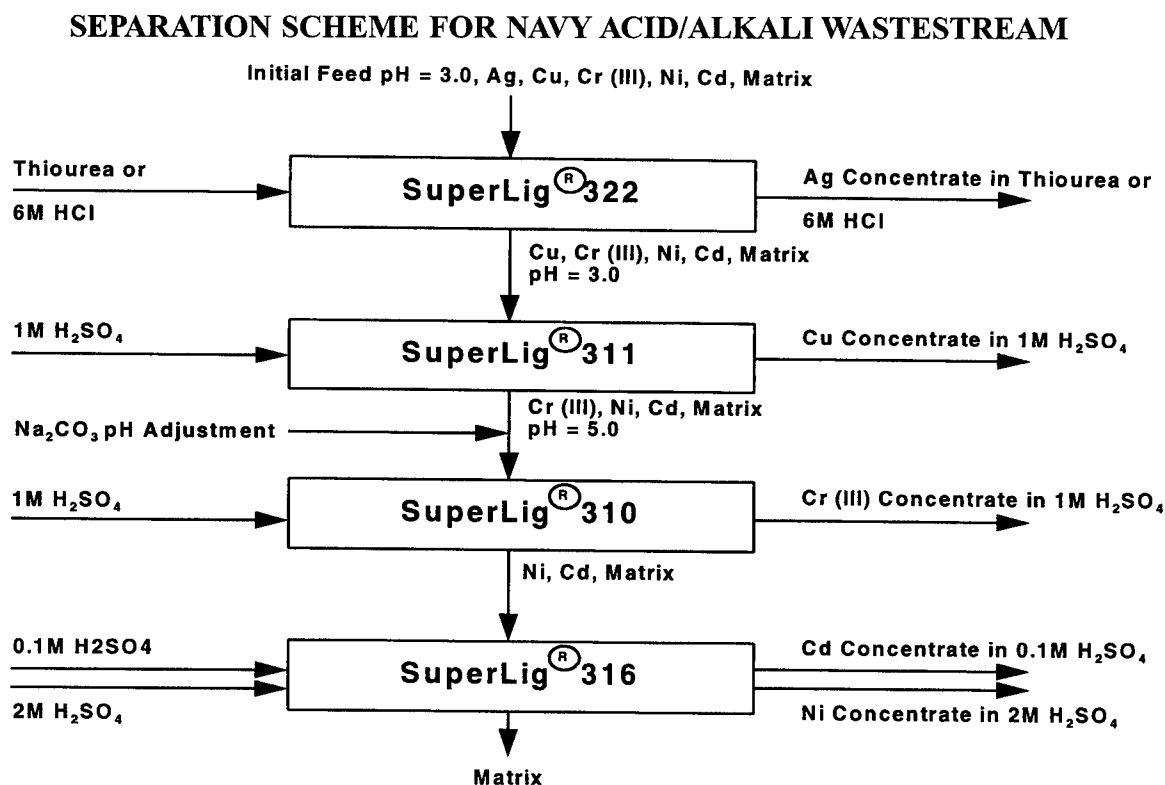 SEPARATION SCHEME FOR NAVY ACID/ALKALI WASTESTREAM
Initial Feed pH = 3.0, Ag, Cu, Cr (III), Ni, Cd, Matrix
Thiourea or
6M HCl
SuperLig®322
Ag Concentrate in Thiourea or
6M HCl
Cu, Cr (III), Ni, Cd, Matrix
pH = 3.0
1M H₂SO₄
SuperLig®311
Cu Concentrate in 1M H₂SO₄
Cr (III), Ni, Cd, Matrix
pH = 5.0
Na₂CO₃ pH Adjustment
1M H₂SO₄
SuperLig®310
Cr (III) Concentrate in 1M H₂SO₄
Ni, Cd, Matrix
0.1M H2SO4
2M H₂SO₄
SuperLig®316
Cd Concentrate in 0.1M H₂SO₄
Ni Concentrate in 2M H₂SO₄
Matrix